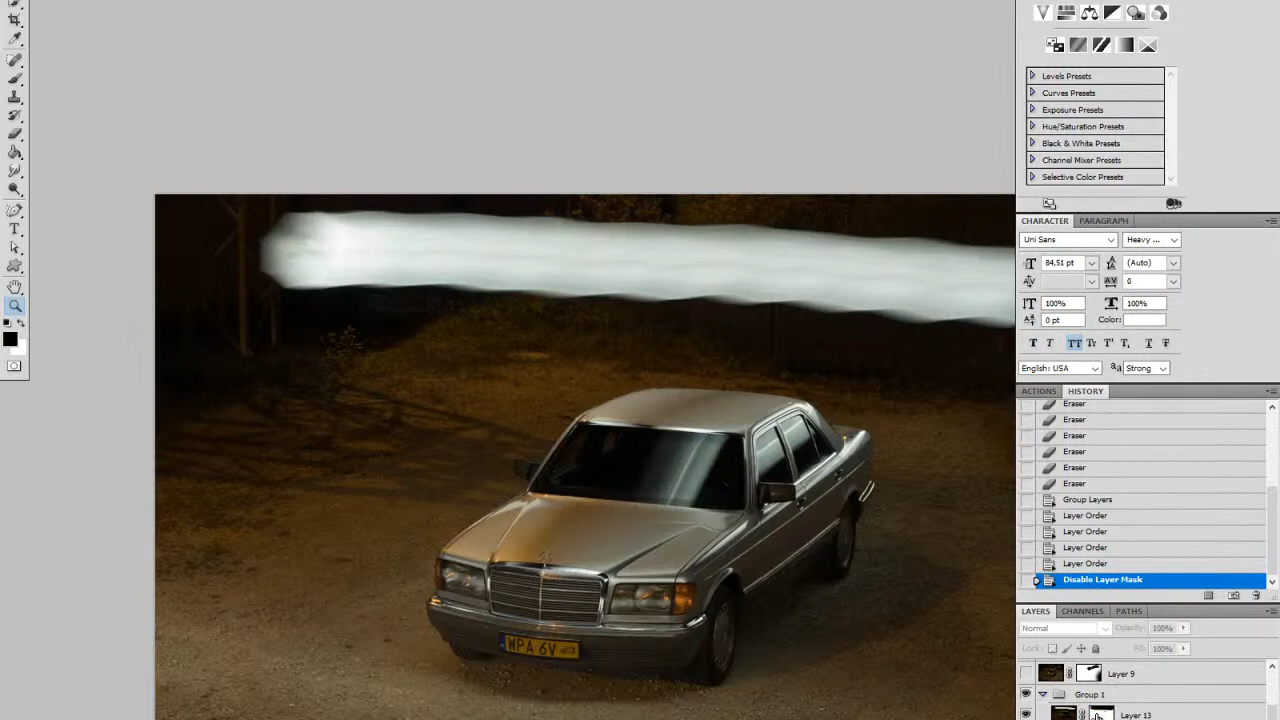 Levels Presets
Curves Presets
Exposure Presets
Hue/Saturation Presets
Black & White Presets
Channel Mixer Presets
Selective Color Presets
CHARACTER PARAGRAPH
Uni Sans Heavy ...
84,51 pt (Auto)
0
100% 100%
0 pt Color:
T T TT Tr T' T, T T
English: USA aa Strong
ACTIONS HISTORY
Eraser
Eraser
Eraser
Eraser
Eraser
Eraser
Group Layers
Layer Order
Layer Order
Layer Order
Layer Order
Disable Layer Mask
LAYERS CHANNELS PATHS
Normal Opacity: 100%
Lock: Fill: 100%
Layer 9
Group 1
Layer 13
WPA 6V